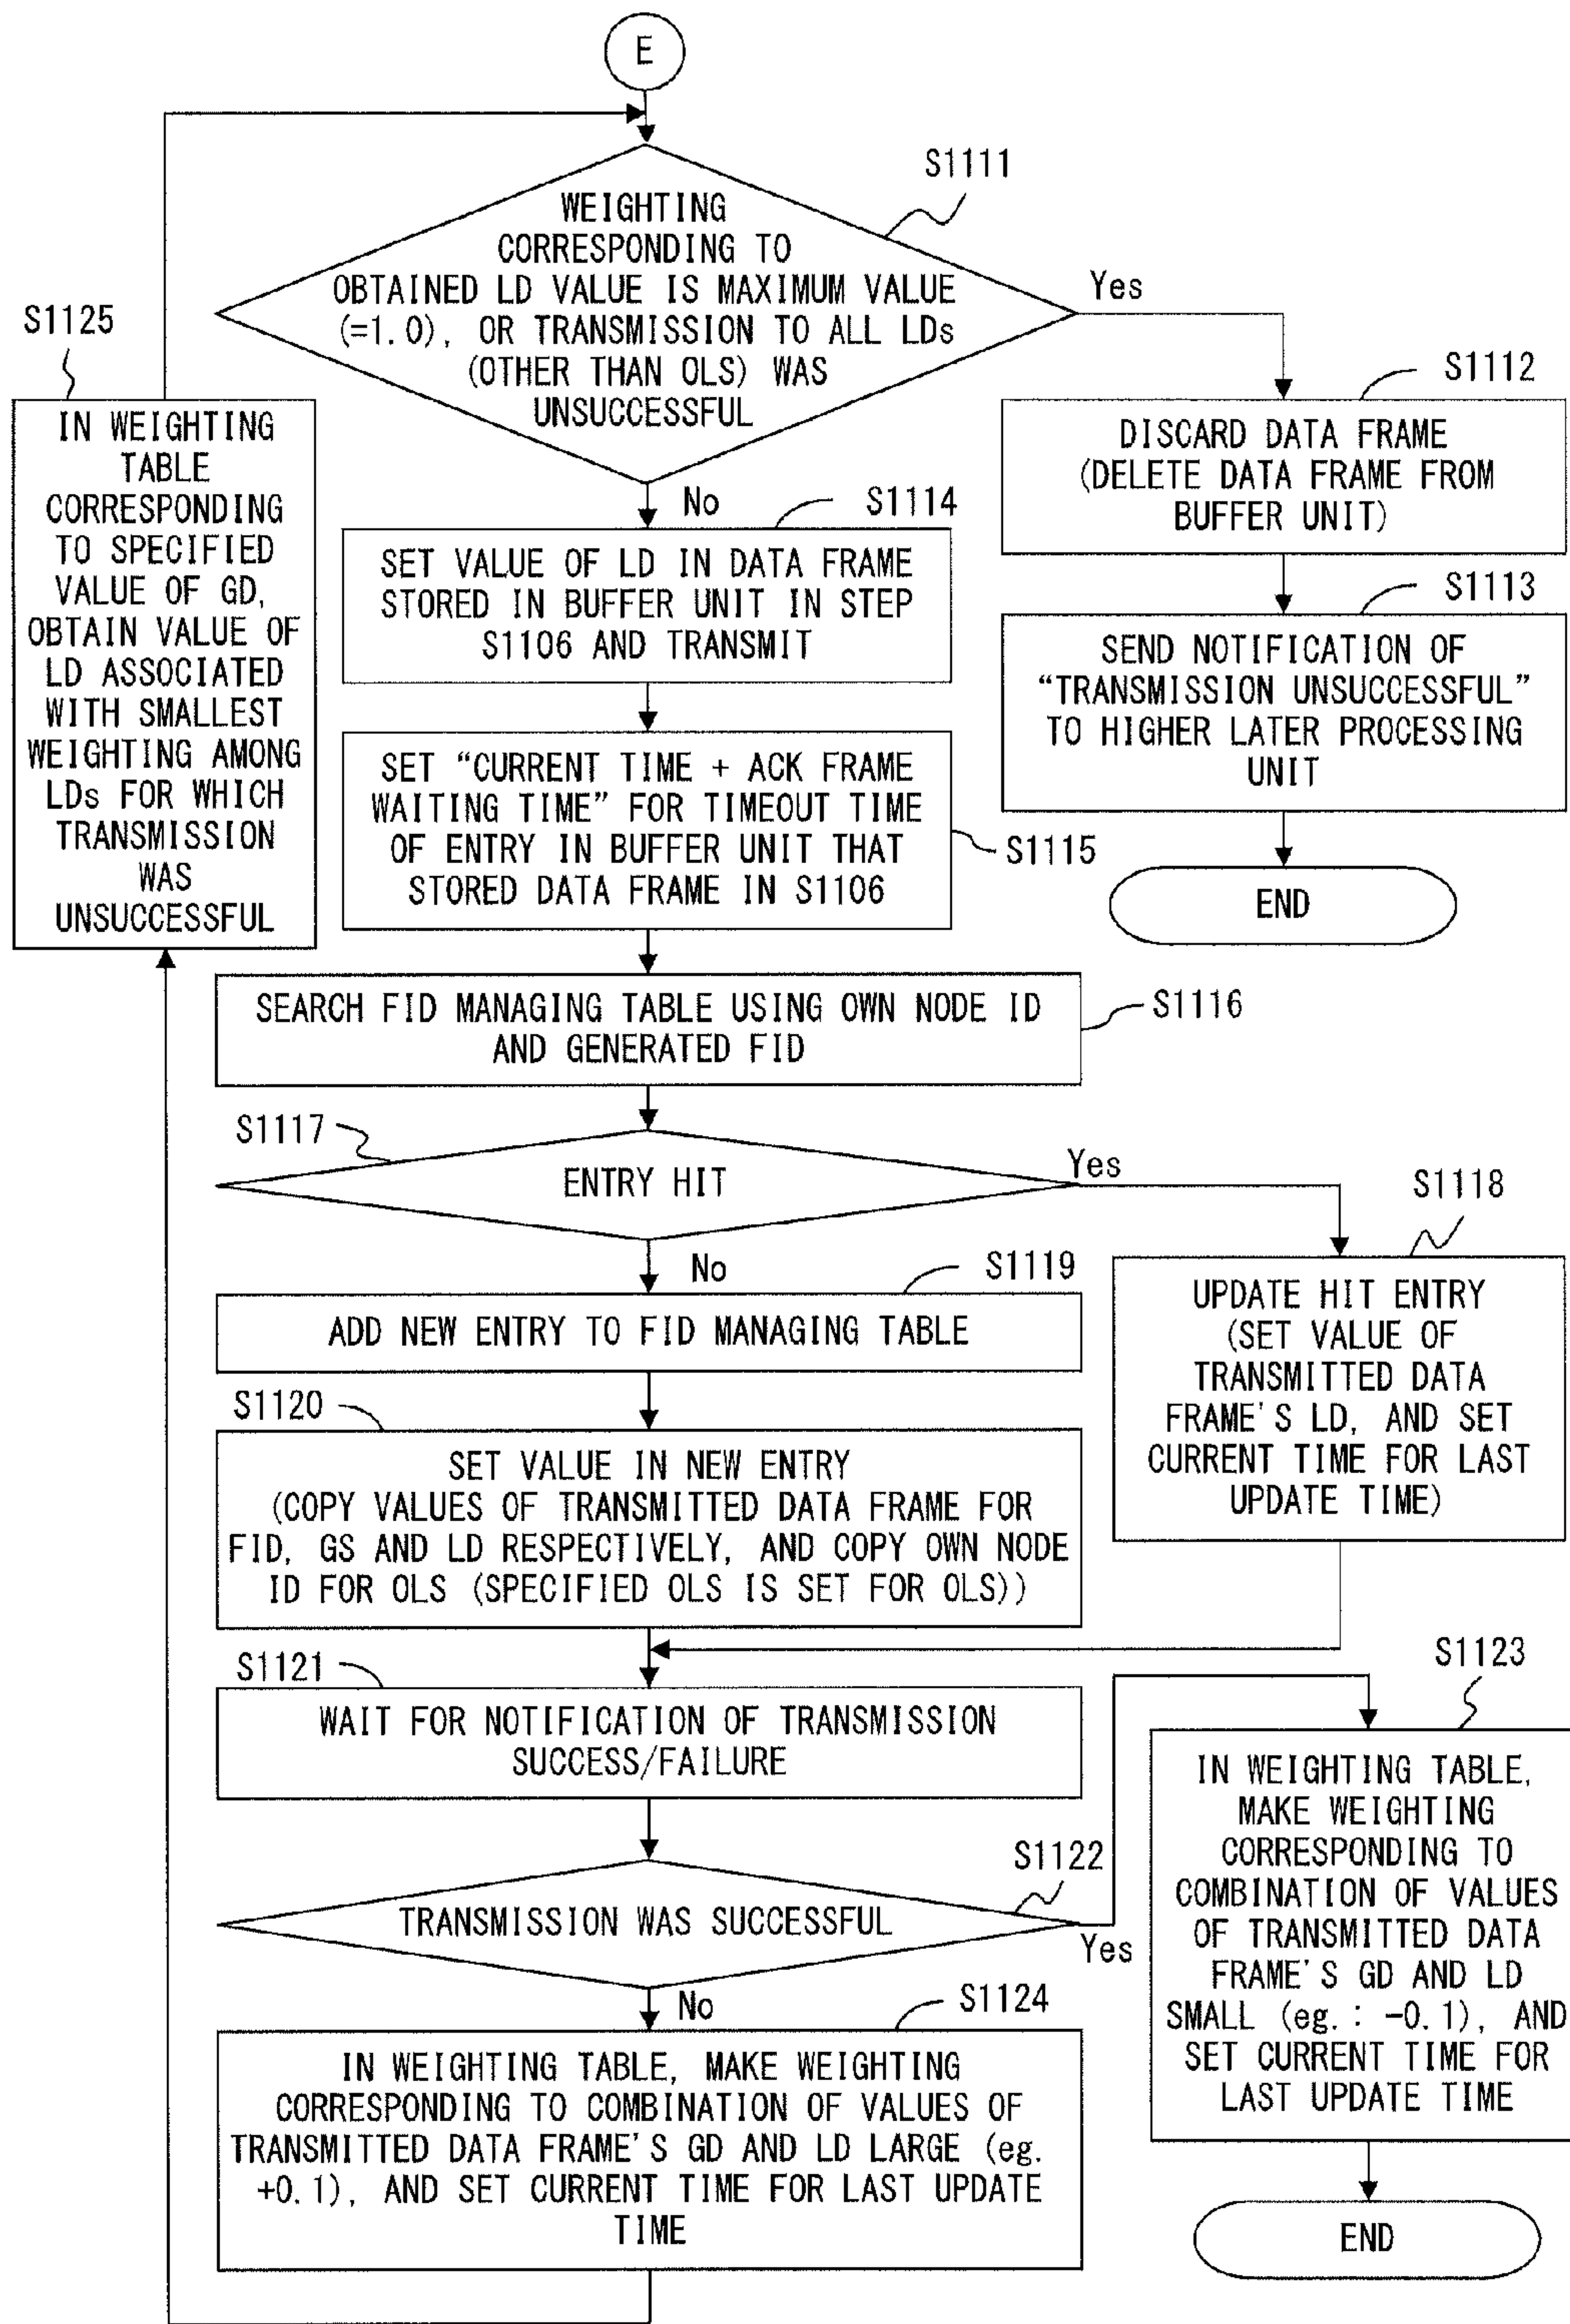 E
S1111
WEIGHTING
CORRESPONDING TO
OBTAINED LD VALUE IS MAXIMUM VALUE
(=1.0), OR TRANSMISSION TO ALL LDs
(OTHER THAN OLS) WAS
UNSUCCESSFUL
Yes
No
S1112
DISCARD DATA FRAME
(DELETE DATA FRAME FROM
BUFFER UNIT)
S1113
SEND NOTIFICATION OF
“TRANSMISSION UNSUCCESSFUL”
TO HIGHER LATER PROCESSING
UNIT
END
S1125
IN WEIGHTING
TABLE
CORRESPONDING
TO SPECIFIED
VALUE OF GD,
OBTAIN VALUE OF
LD ASSOCIATED
WITH SMALLEST
WEIGHTING AMONG
LDs FOR WHICH
TRANSMISSION
WAS
UNSUCCESSFUL
S1114
SET VALUE OF LD IN DATA FRAME
STORED IN BUFFER UNIT IN STEP
S1106 AND TRANSMIT
SET “CURRENT TIME + ACK FRAME
WAITING TIME” FOR TIMEOUT TIME
OF ENTRY IN BUFFER UNIT THAT
STORED DATA FRAME IN S1106
S1115
SEARCH FID MANAGING TABLE USING OWN NODE ID
AND GENERATED FID
S1116
S1117
ENTRY HIT
Yes
No
S1118
UPDATE HIT ENTRY
(SET VALUE OF
TRANSMITTED DATA
FRAME'S LD, AND SET
CURRENT TIME FOR LAST
UPDATE TIME)
S1119
ADD NEW ENTRY TO FID MANAGING TABLE
S1120
SET VALUE IN NEW ENTRY
(COPY VALUES OF TRANSMITTED DATA FRAME FOR
FID, GS AND LD RESPECTIVELY, AND COPY OWN NODE
ID FOR OLS (SPECIFIED OLS IS SET FOR OLS))
S1121
WAIT FOR NOTIFICATION OF TRANSMISSION
SUCCESS/FAILURE
S1122
TRANSMISSION WAS SUCCESSFUL
Yes
No
S1123
IN WEIGHTING TABLE,
MAKE WEIGHTING
CORRESPONDING TO
COMBINATION OF VALUES
OF TRANSMITTED DATA
FRAME'S GD AND LD
SMALL (eg.: -0.1), AND
SET CURRENT TIME FOR
LAST UPDATE TIME
END
S1124
IN WEIGHTING TABLE, MAKE WEIGHTING
CORRESPONDING TO COMBINATION OF VALUES OF
TRANSMITTED DATA FRAME'S GD AND LD LARGE (eg.
+0.1), AND SET CURRENT TIME FOR LAST UPDATE
TIME